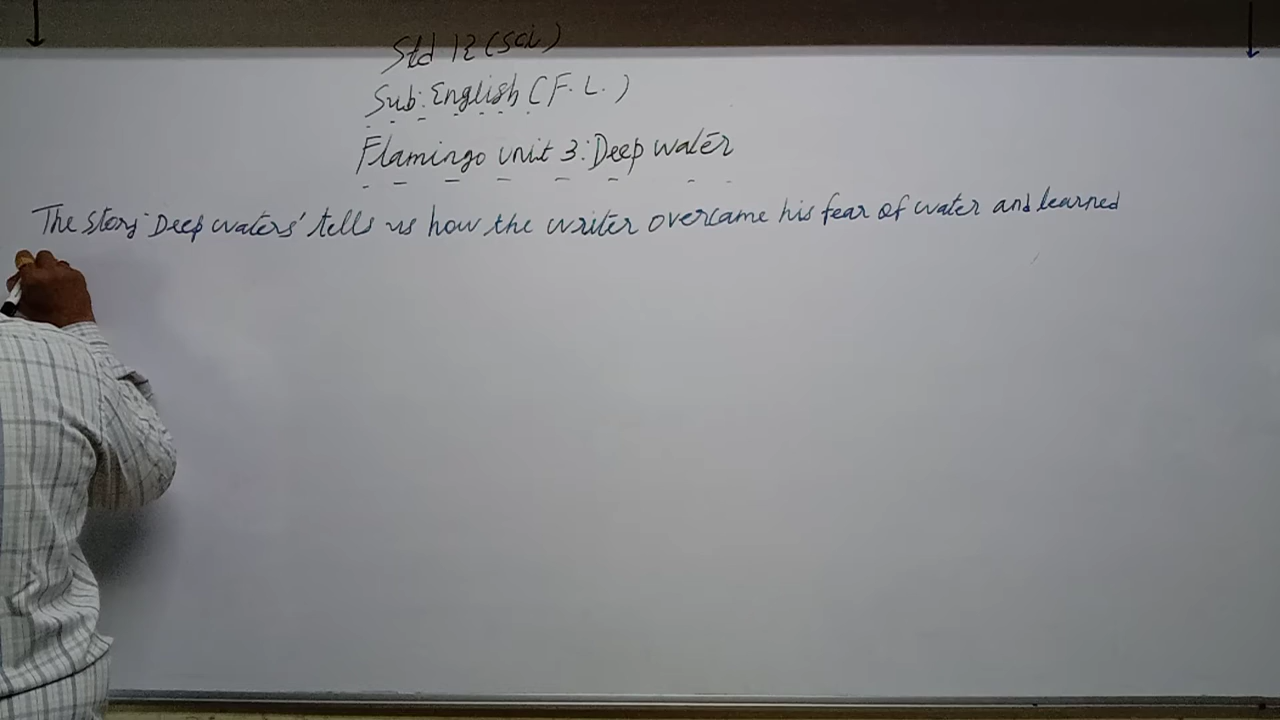 Std 12 (Sci)
Sub: English (F. L.)
Flamingo Unit 3: Deep water
The story 'Deep waters' tells us how the writer overcame his fear of water and learned